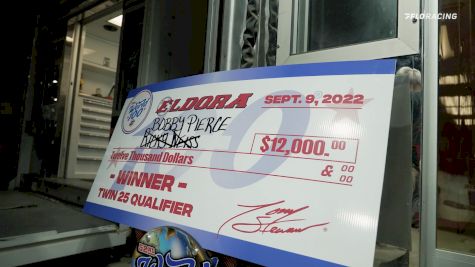 FLORACING
ELDORA SEPT. 9, 2022
BOBBY PIERCE
$12,000.00
Twelve Thousand Dollars & 00
00
- WINNER -
TWIN 25 QUALIFIER